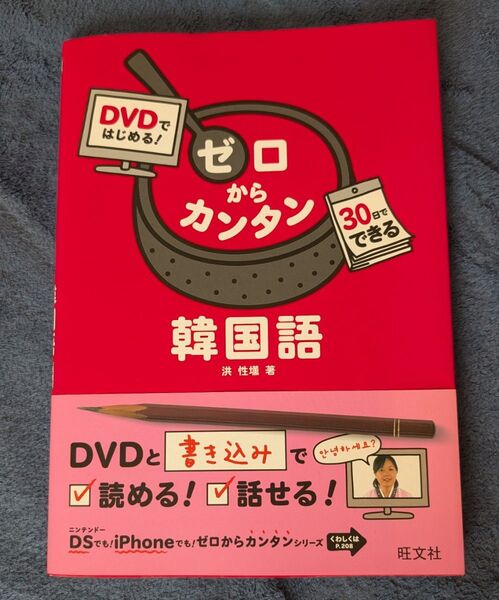 DVDで
はじめる!
ゼロ
から
カンタン
30日で
できる
韓国語
洪 性 著
DVDと書き込みで
読める! 話せる!
안녕하세요?
ニンテンドー
DSでも!iPhoneでも!ゼロからカンタンシリーズ
くわしくは
P.208
旺文社